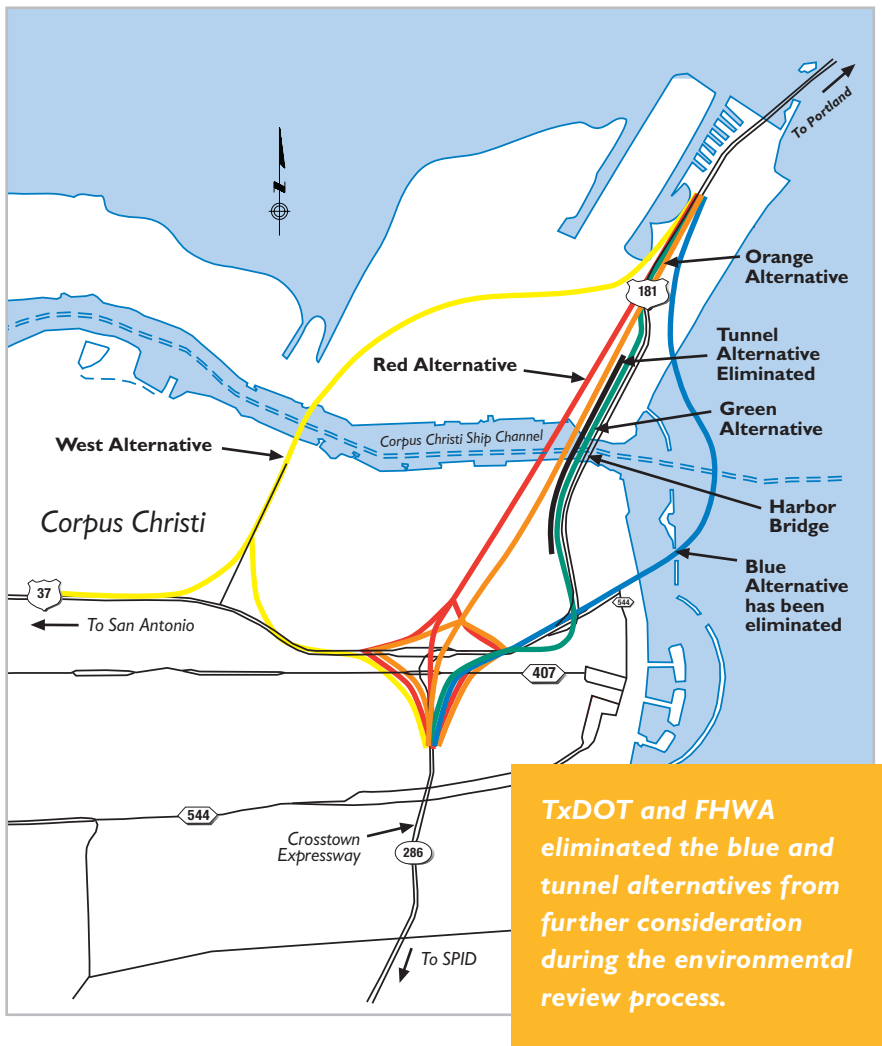 To Portland
N
Orange
Alternative
181
Tunnel
Alternative
Eliminated
Red Alternative
Green
Alternative
Corpus Christi Ship Channel
West Alternative
Harbor
Bridge
Corpus Christi
Blue
Alternative
has been
eliminated
37
544
To San Antonio
407
544
Crosstown
Expressway
286
To SPID
TxDOT and FHWA
eliminated the blue and
tunnel alternatives from
further consideration
during the environmental
review process.